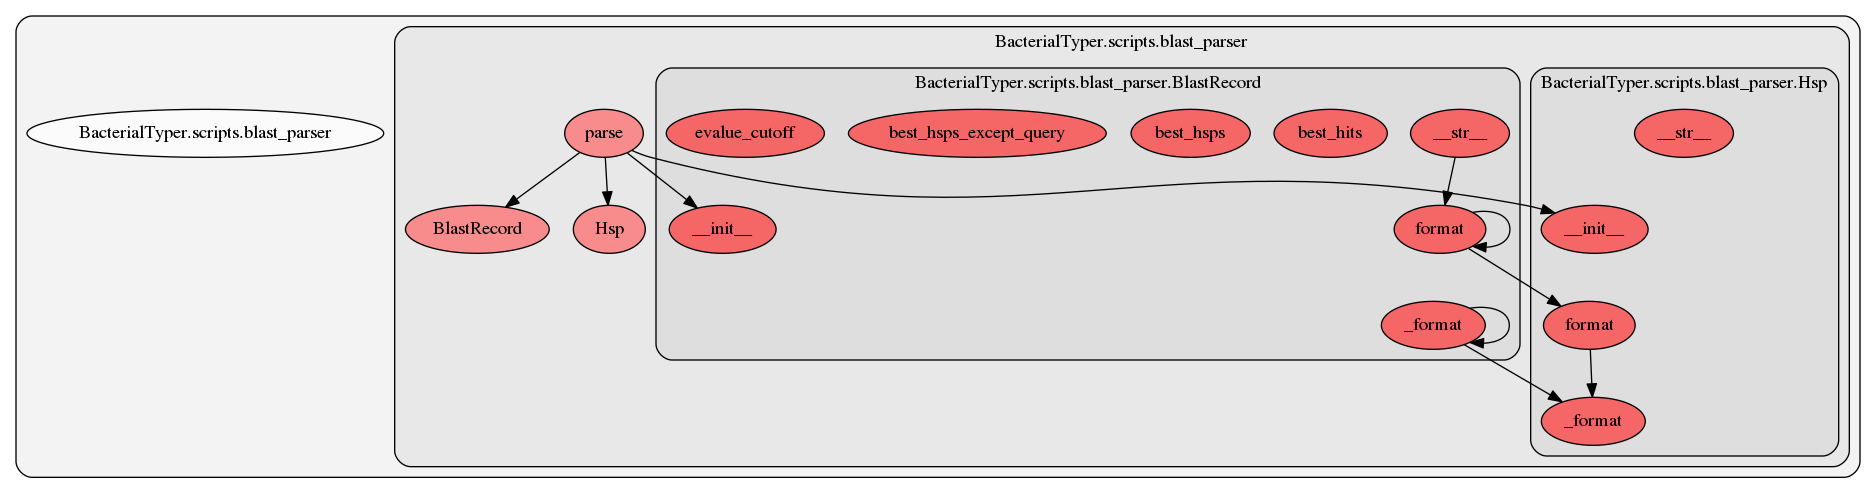 BacterialTyper.scripts.blast_parser
BacterialTyper.scripts.blast_parser.BlastRecord
BacterialTyper.scripts.blast_parser.Hsp
BacterialTyper.scripts.blast_parser
parse
evalue_cutoff
best_hsps_except_query
best_hsps
best_hits
__str__
__str__
BlastRecord
Hsp
__init__
format
__init__
_format
format
_format